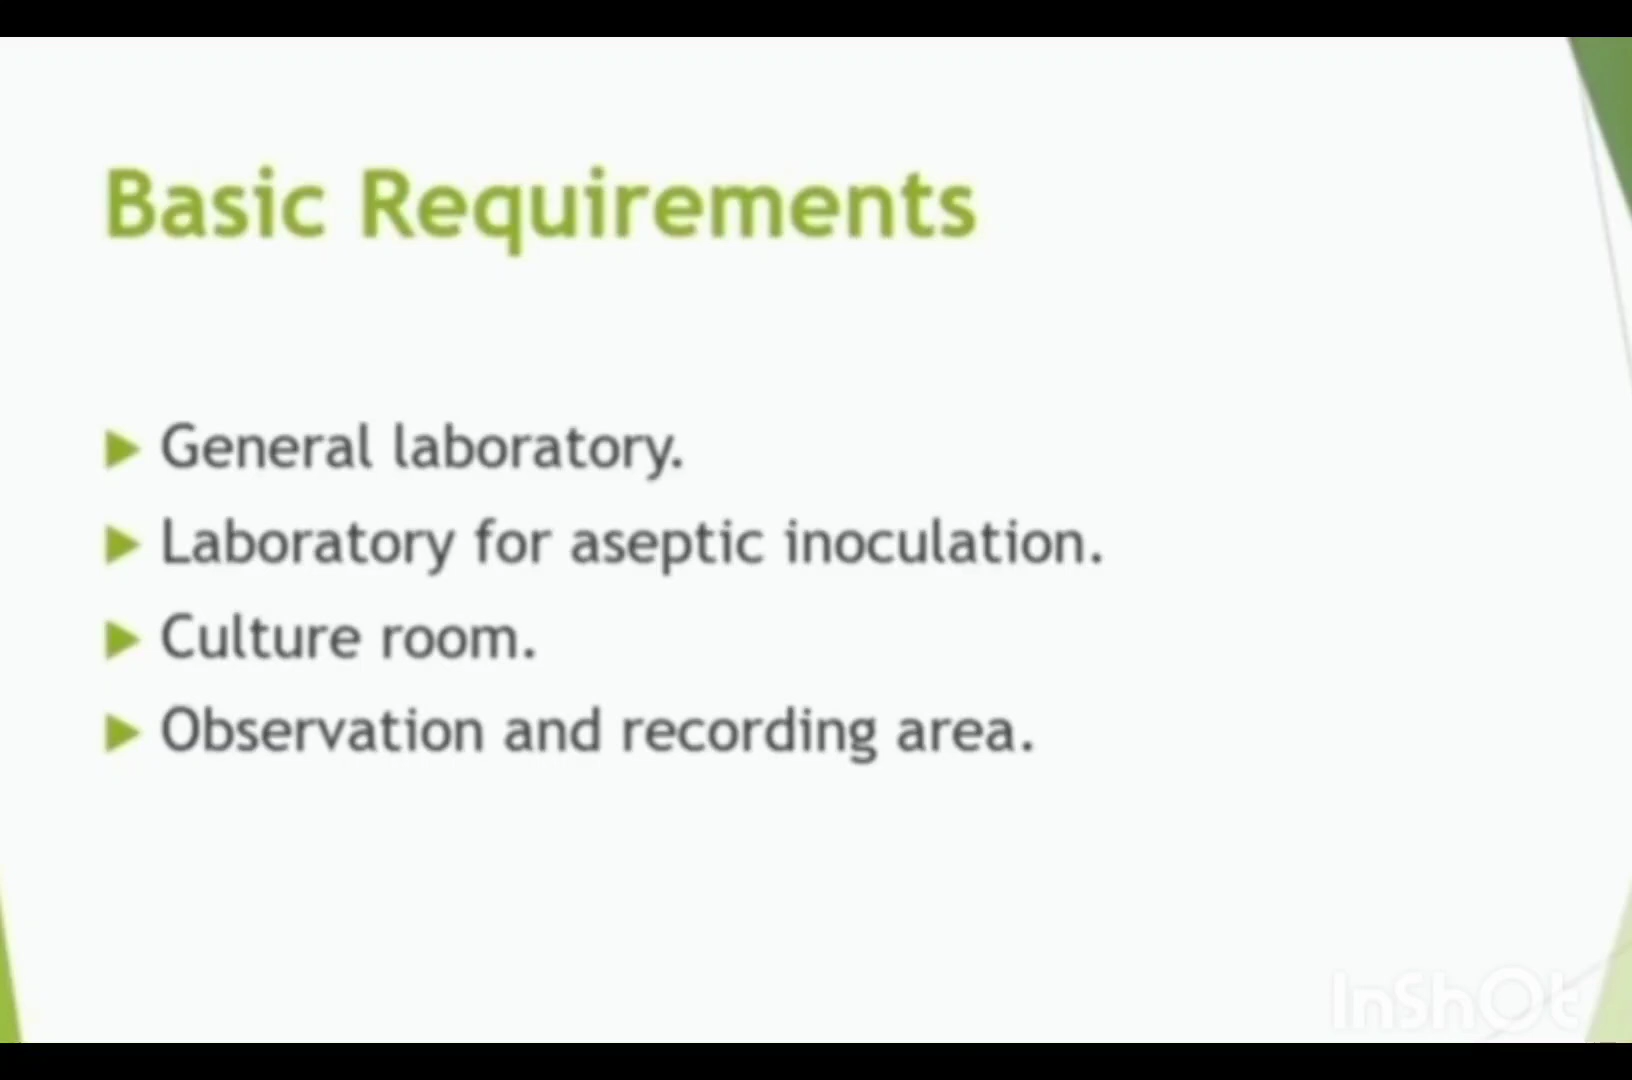 Basic Requirements
General laboratory.
Laboratory for aseptic inoculation.
Culture room.
Observation and recording area.
InShOt